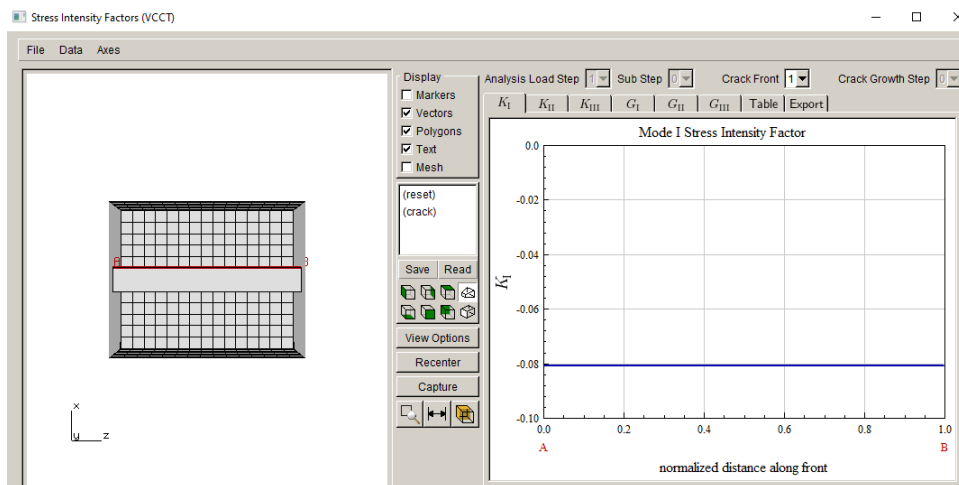 Stress Intensity Factors (VCCT)
File Data Axes
Display
Markers
Vectors
Polygons
Text
Mesh
(reset)
(crack)
Save Read
View Options
Recenter
Capture
Analysis Load Step 1 Sub Step 0 Crack Front 1 Crack Growth Step 0
KI KII KIII GI GII GIII Table Export
Mode I Stress Intensity Factor
0.0
-0.02
-0.04
-0.06
-0.08
-0.10
KI
0.0 0.2 0.4 0.6 0.8 1.0
A B
normalized distance along front
A B
x
y z